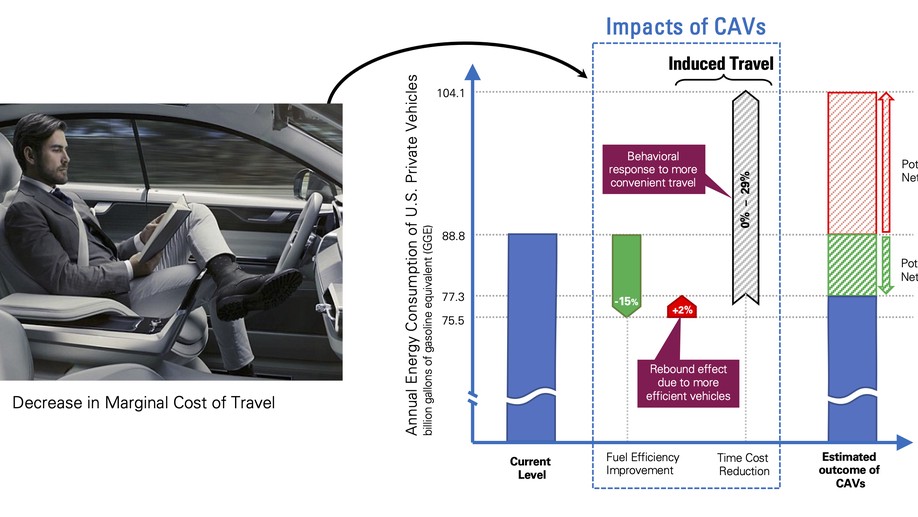 Impacts of CAVs
Induced Travel
Annual Energy Consumption of U.S. Private Vehicles
billion gallons of gasoline equivalent (GGE)
104.1
88.8
77.3
75.5
Behavioral
response to more
convenient travel
0% - 29%
-15%
+2%
Rebound effect
due to more
efficient vehicles
Pot
Net
Pot
Net
Decrease in Marginal Cost of Travel
Current
Level
Fuel Efficiency
Improvement
Time Cost
Reduction
Estimated
outcome of
CAVs